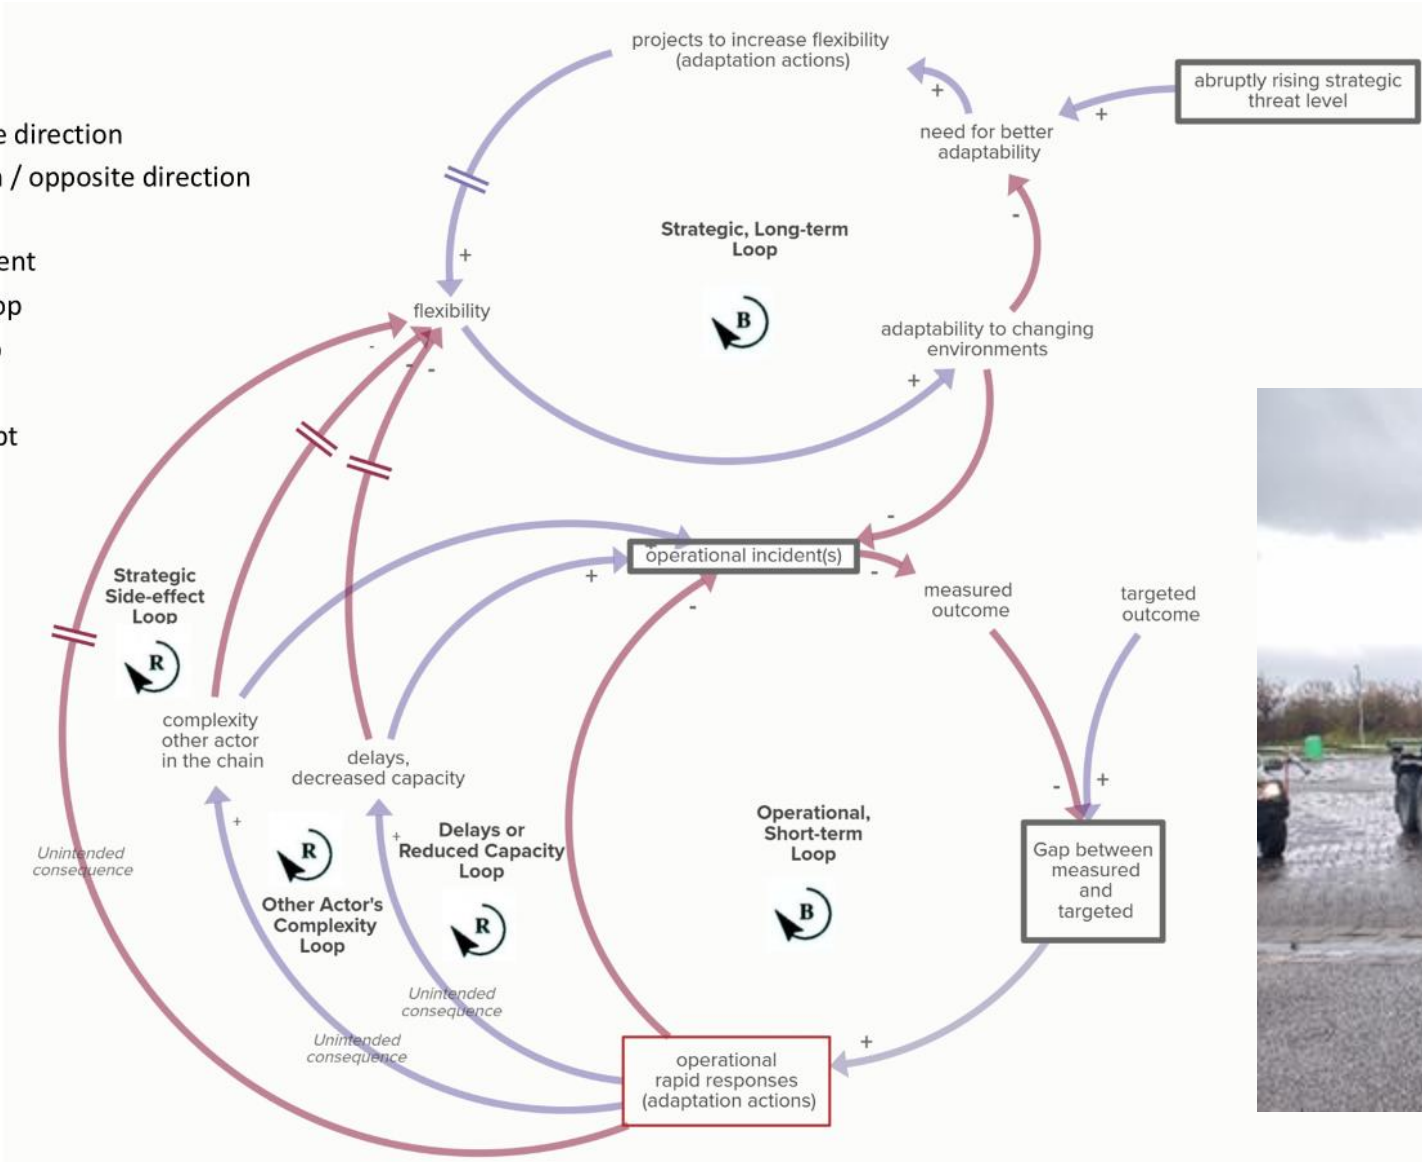 e direction
/ opposite direction
ent
op
ot
projects to increase flexibility
(adaptation actions)
+
abruptly rising strategic
threat level
+
need for better
adaptability
+
-
Strategic, Long-term
Loop
B
flexibility
-
-
-
adaptability to changing
environments
+
-
operational incident(s)
+
+
-
-
measured
outcome
targeted
outcome
Strategic
Side-effect
Loop
R
complexity
other actor
in the chain
delays,
decreased capacity
-
+
Gap between
measured
and
targeted
Operational,
Short-term
Loop
B
+
+
Delays or
Reduced Capacity
Loop
R
R
Other Actor's
Complexity
Loop
Unintended
consequence
Unintended
consequence
Unintended
consequence
+
operational
rapid responses
(adaptation actions)